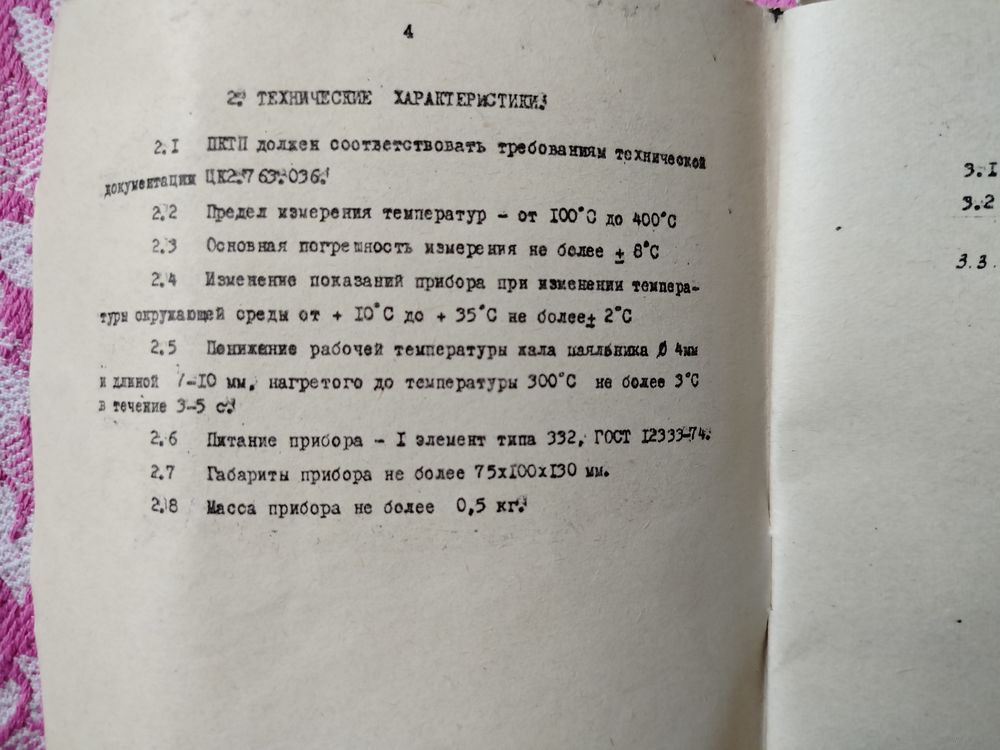 4
2. ТЕХНИЧЕСКИЕ ХАРАКТЕРИСТИКИ.
2.1 ПКТП должен соответствовать требованиям технической
документации ЦК2.763.036.
2.2 Предел измерения температур - от 100°С до 400°С
2.3 Основная погрешность измерения не более ± 8°С
2.4 Изменение показаний прибора при изменении темпера-
туры окружающей среды от + 10°С до + 35°С не более ± 2°С
2.5 Понижение рабочей температуры жала паяльника Ø 4мм
и длиной 7-10 мм, нагретого до температуры 300°С не более 3°С
в течение 3-5 с.
2.6 Питание прибора - 1 элемент типа 332, ГОСТ 12333-74.
2.7 Габариты прибора не более 75х100х130 мм.
2.8 Масса прибора не более 0,5 кг.
3.1
3.2
3.3.